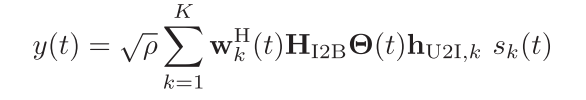 y(t) = √ρ ∑_{k=1}^{K} 𝐰_k^H(t) 𝐇_{I2B} 𝚯(t) 𝐡_{U2I,k} s_k(t)